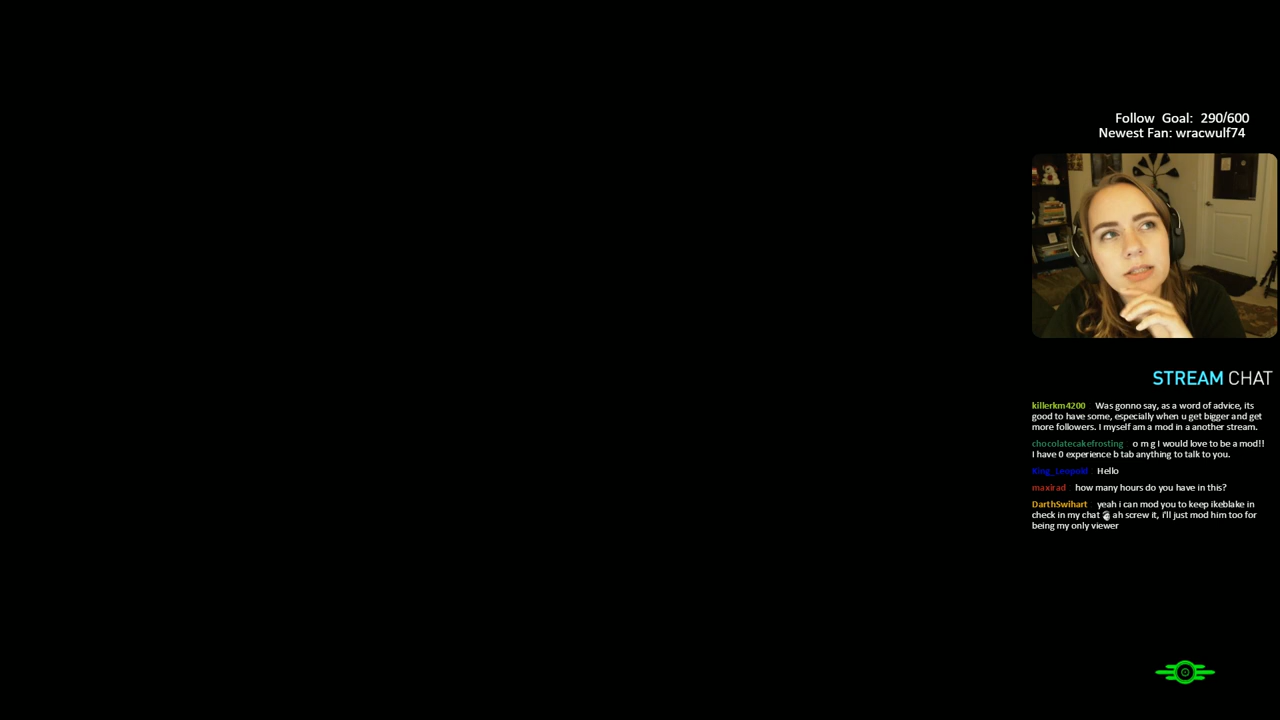 Follow Goal: 290/600
Newest Fan: wracwulf74
STREAM CHAT
killerkm4200 Was gonno say, as a word of advice, its
good to have some, especially when u get bigger and get
more followers. I myself am a mod in a another stream.
chocolatecakefrosting o m g I would love to be a mod!!
I have 0 experience b tab anything to talk to you.
King_Leopold Hello
maxirad how many hours do you have in this?
DarthSwihart yeah i can mod you to keep ikeblake in
check in my chat ah screw it, i'll just mod him too for
being my only viewer